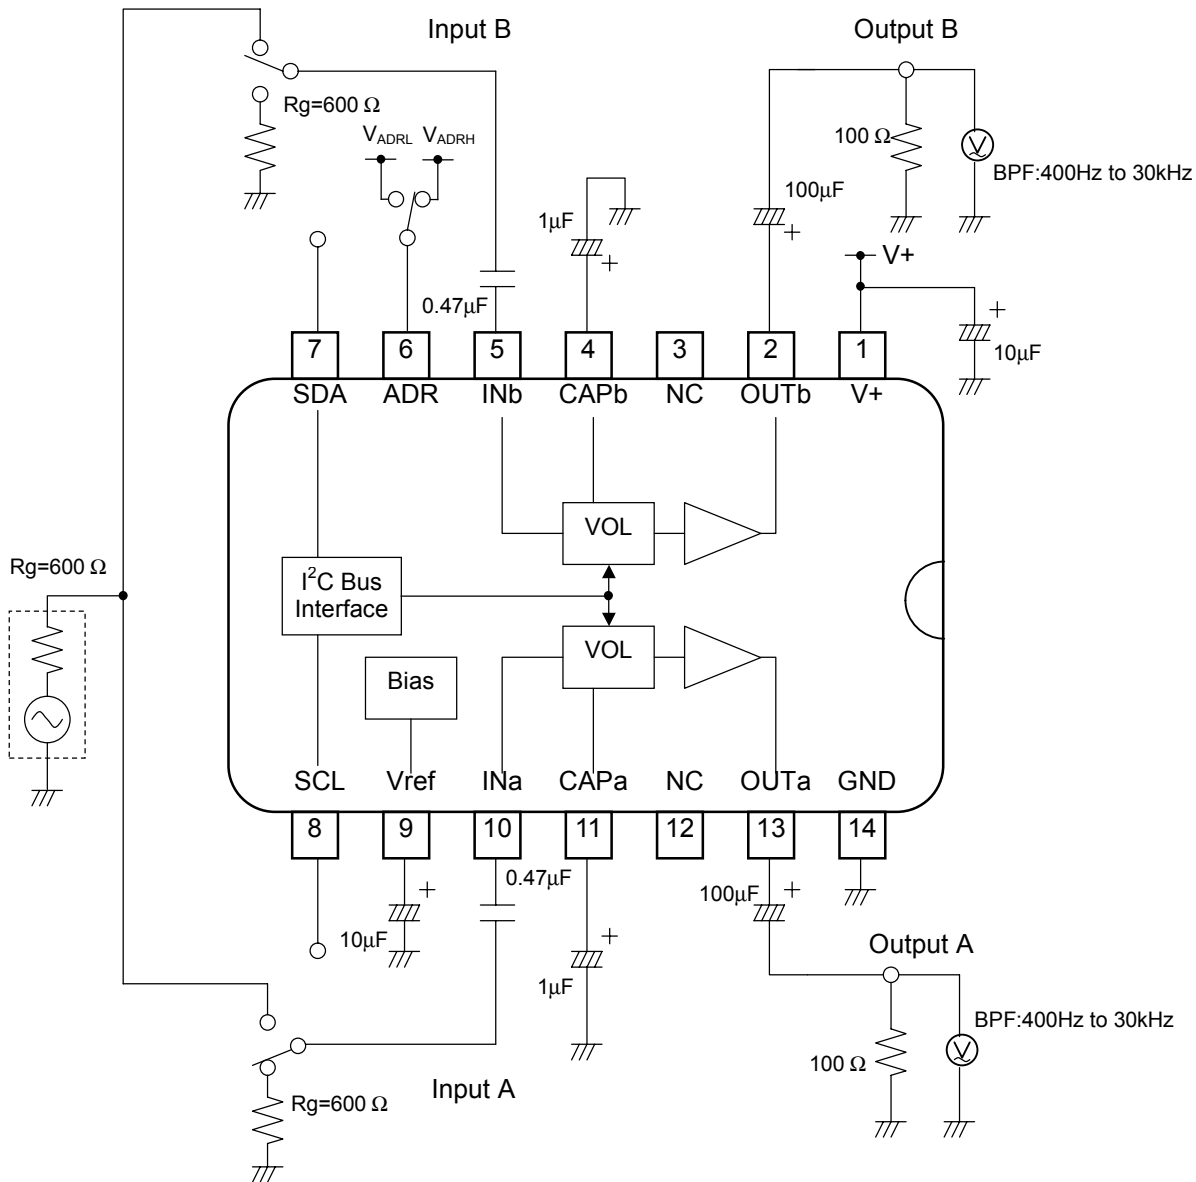 Input B
Output B
Rg=600 Ω
VADRL VADRH
100 Ω
BPF:400Hz to 30kHz
100µF
+
1µF
+
V+
0.47µF
+
10µF
7 6 5 4 3 2 1
SDA ADR INb CAPb NC OUTb V+
VOL
Rg=600 Ω
I²C Bus
Interface
VOL
Bias
SCL Vref INa CAPa NC OUTa GND
8 9 10 11 12 13 14
+
0.47µF
100µF
+
10µF
+
1µF
Output A
BPF:400Hz to 30kHz
100 Ω
Input A
Rg=600 Ω